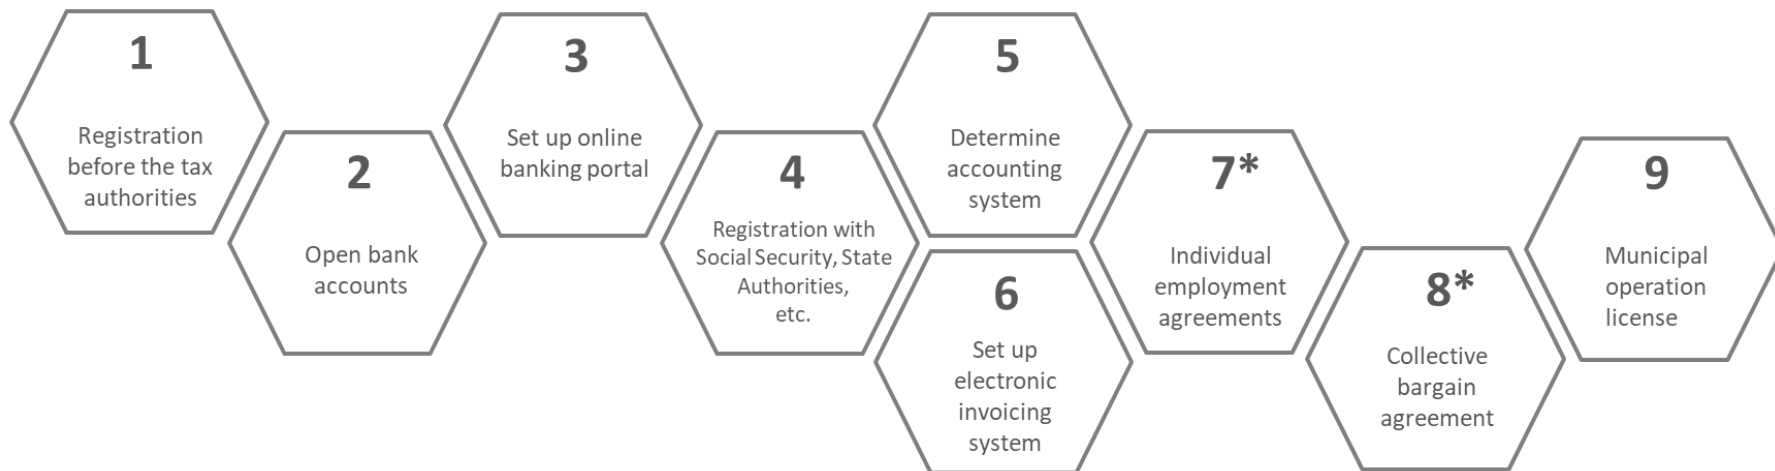 1
Registration
before the tax
authorities
2
Open bank
accounts
3
Set up online
banking portal
4
Registration with
Social Security, State
Authorities,
etc.
5
Determine
accounting
system
6
Set up
electronic
invoicing
system
7*
Individual
employment
agreements
8*
Collective
bargain
agreement
9
Municipal
operation
license